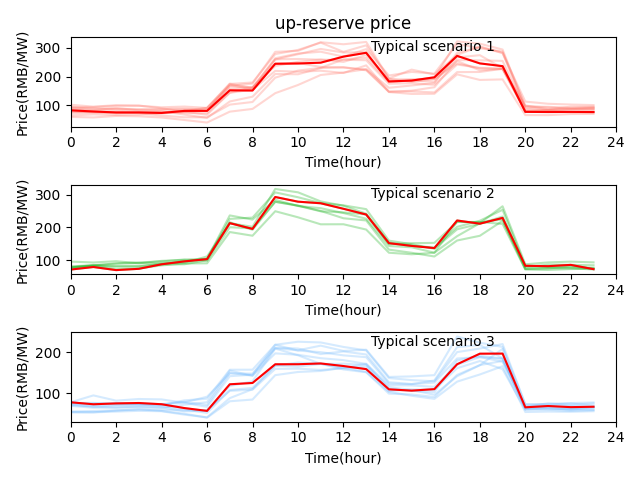 up-reserve price
Price(RMB/MW)
300
200
100
Typical scenario 1
0 2 4 6 8 10 12 14 16 18 20 22 24
Time(hour)
Price(RMB/MW)
300
200
100
Typical scenario 2
0 2 4 6 8 10 12 14 16 18 20 22 24
Time(hour)
Price(RMB/MW)
200
100
Typical scenario 3
0 2 4 6 8 10 12 14 16 18 20 22 24
Time(hour)